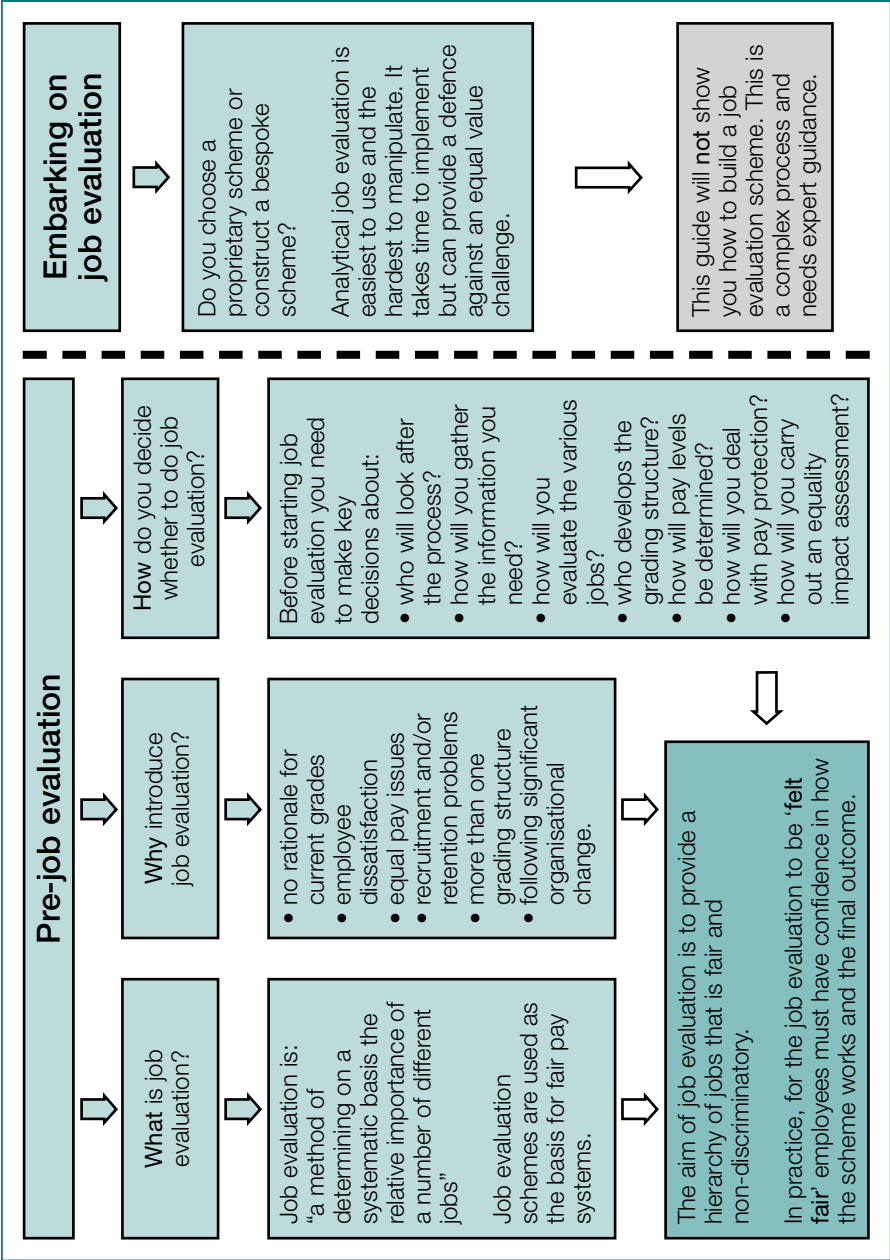 Pre-job evaluation
What is job
evaluation?
Job evaluation is:
“a method of
determining on a
systematic basis the
relative importance of
a number of different
jobs”
Job evaluation
schemes are used as
the basis for fair pay
systems.
Why introduce
job evaluation?
• no rationale for
current grades
• employee
dissatisfaction
• equal pay issues
• recruitment and/or
retention problems
• more than one
grading structure
• following significant
organisational
change.
How do you decide
whether to do job
evaluation?
Before starting job
evaluation you need
to make key
decisions about:
• who will look after
the process?
• how will you gather
the information you
need?
• how will you
evaluate the various
jobs?
• who develops the
grading structure?
• how will pay levels
be determined?
• how will you deal
with pay protection?
• how will you carry
out an equality
impact assessment?
The aim of job evaluation is to provide a
hierarchy of jobs that is fair and
non-discriminatory.
In practice, for the job evaluation to be ‘felt
fair’ employees must have confidence in how
the scheme works and the final outcome.
Embarking on
job evaluation
Do you choose a
proprietary scheme or
construct a bespoke
scheme?
Analytical job evaluation is
easiest to use and the
hardest to manipulate. It
takes time to implement
but can provide a defence
against an equal value
challenge.
This guide will not show
you how to build a job
evaluation scheme. This is
a complex process and
needs expert guidance.